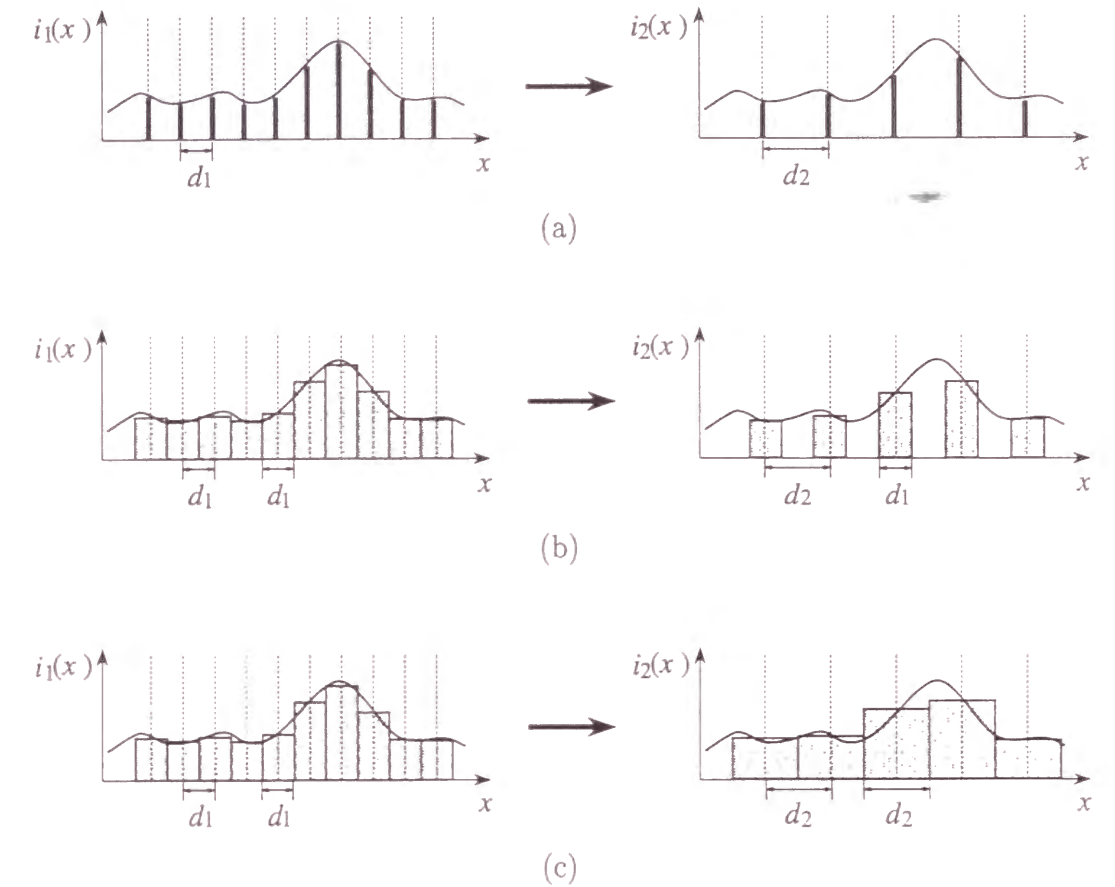 i1(x)
x
d1
i2(x)
x
d2
(a)
i1(x)
x
d1
d1
i2(x)
x
d2
d1
(b)
i1(x)
x
d1
d1
i2(x)
x
d2
d2
(c)